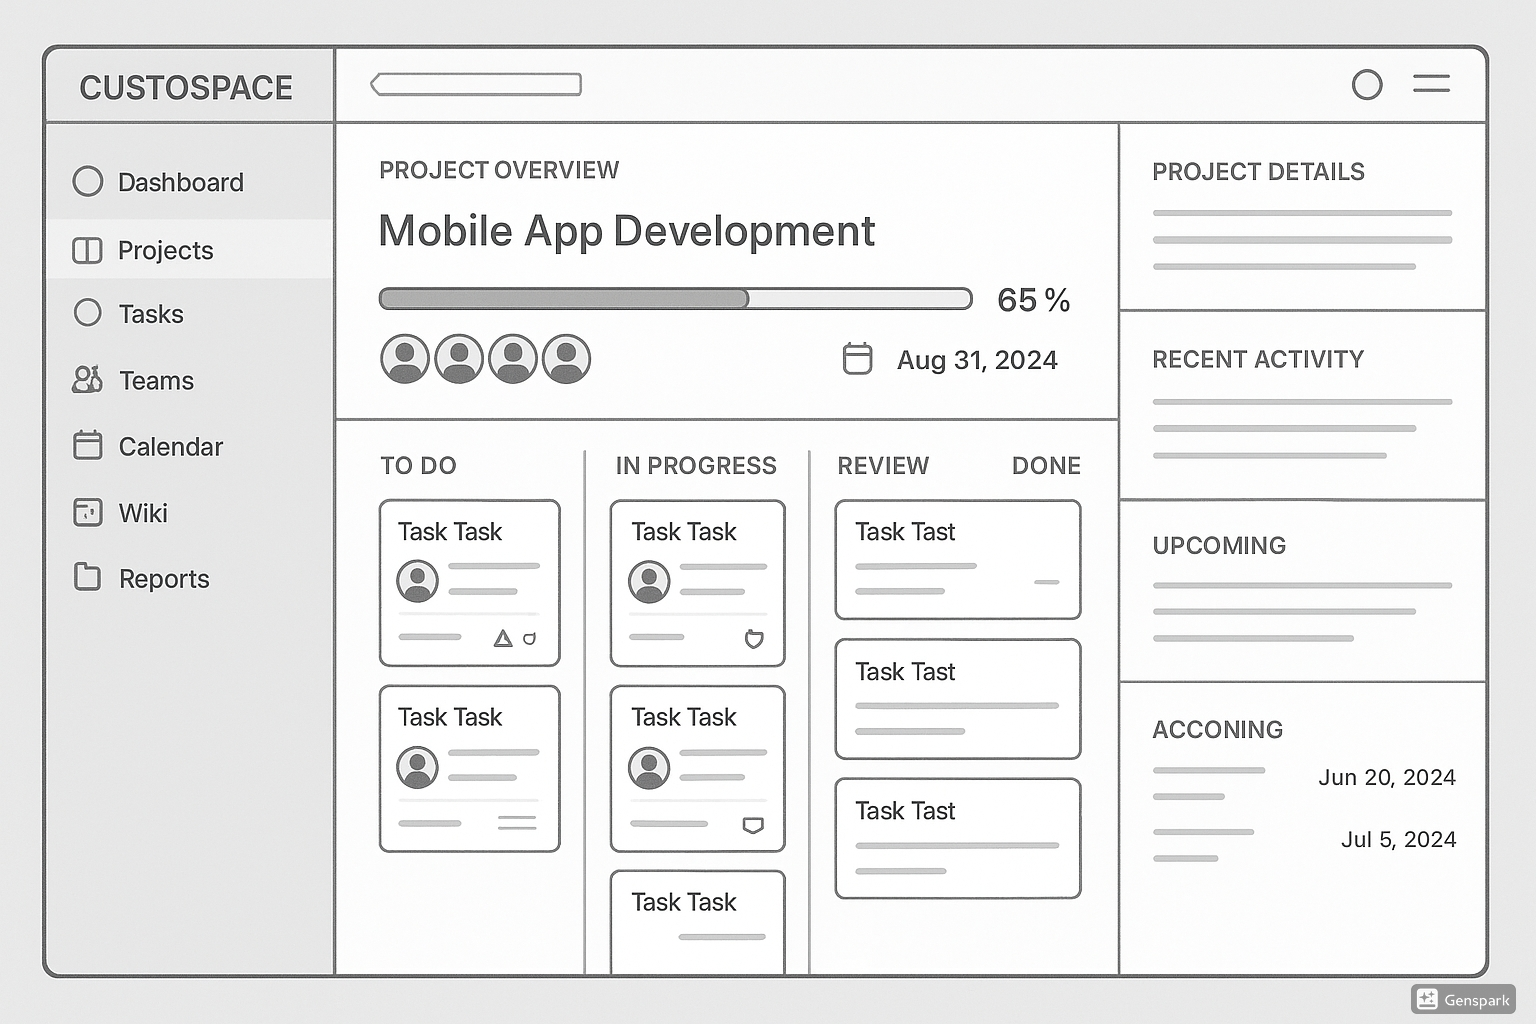 CUSTOSPACE
Dashboard
Projects
Tasks
Teams
Calendar
Wiki
Reports
PROJECT OVERVIEW
Mobile App Development
65 %
Aug 31, 2024
TO DO
Task Task
Task Task
IN PROGRESS
Task Task
Task Task
Task Task
REVIEW
DONE
Task Tast
Task Tast
Task Tast
PROJECT DETAILS
RECENT ACTIVITY
UPCOMING
ACCONING
Jun 20, 2024
Jul 5, 2024
Genspark